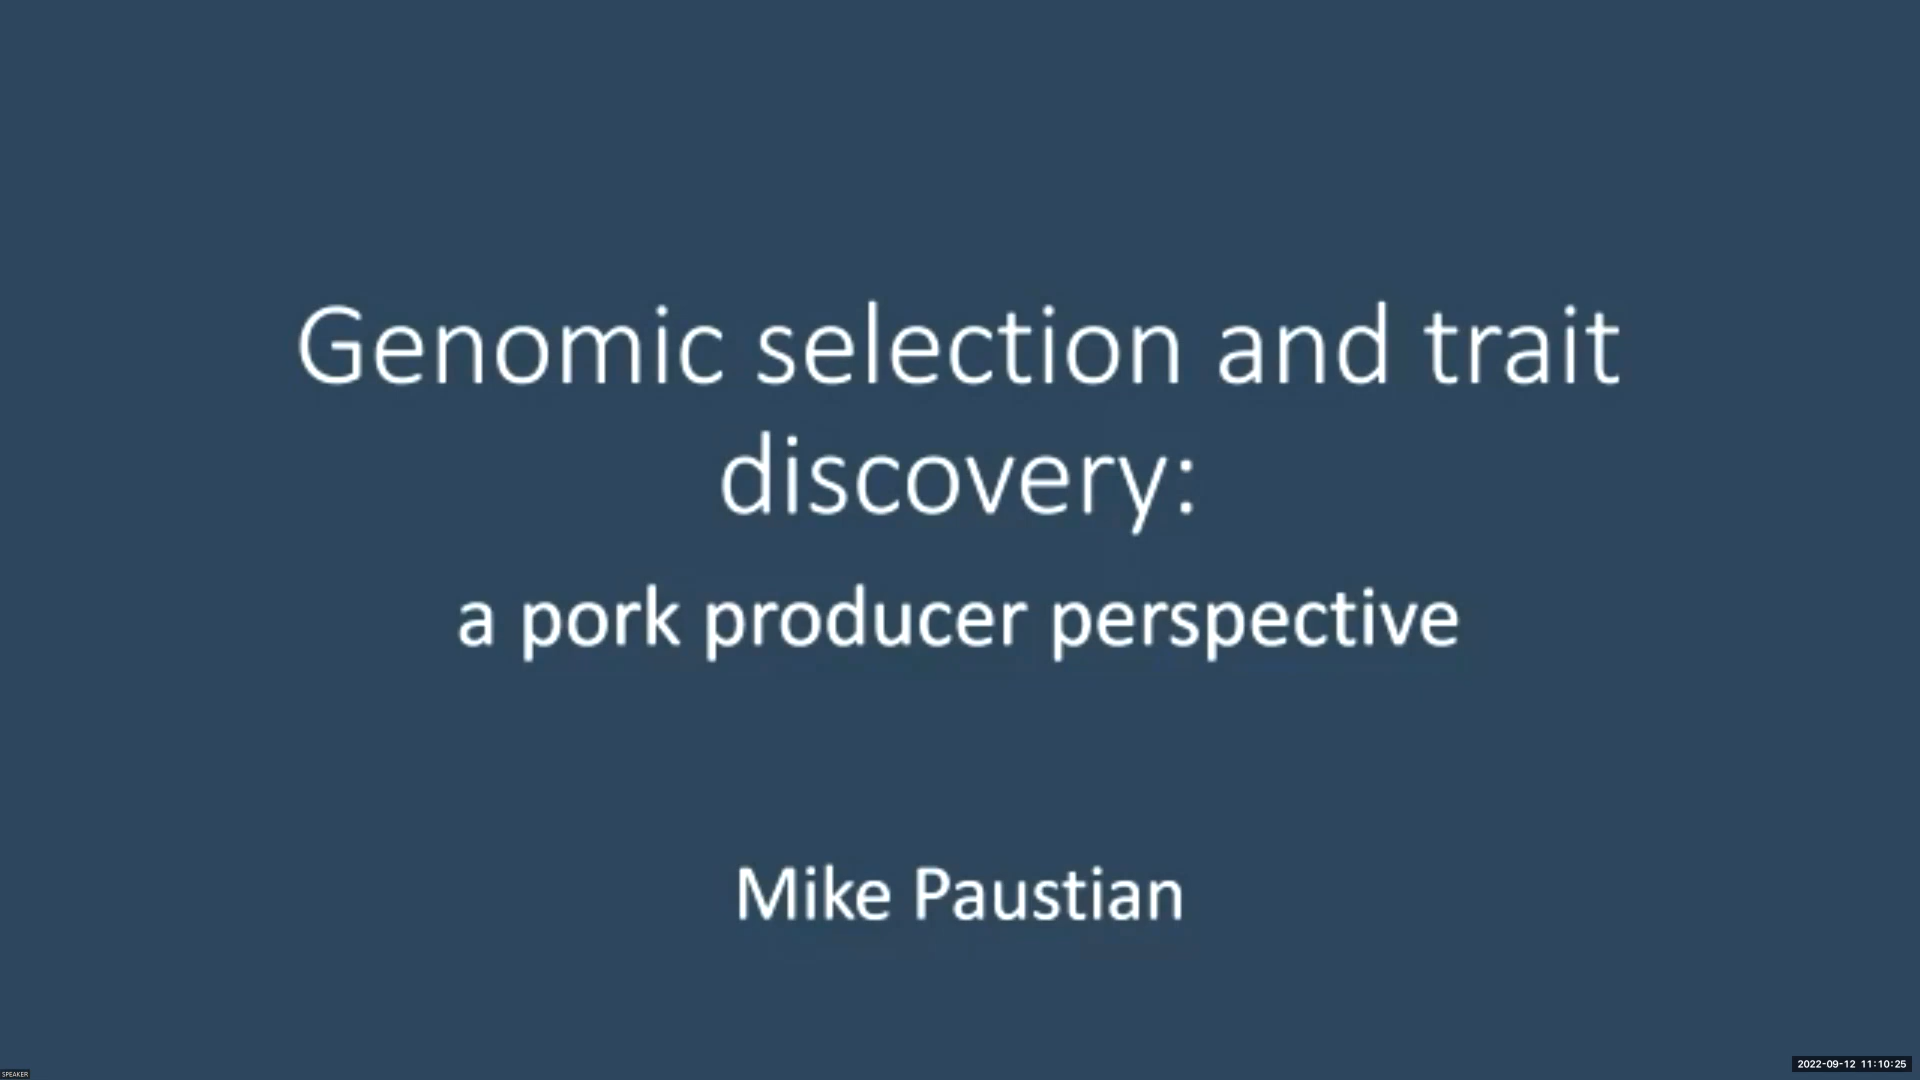 Genomic selection and trait
discovery:
a pork producer perspective
Mike Paustian
SPEAKER
2022-09-12 11:10:25